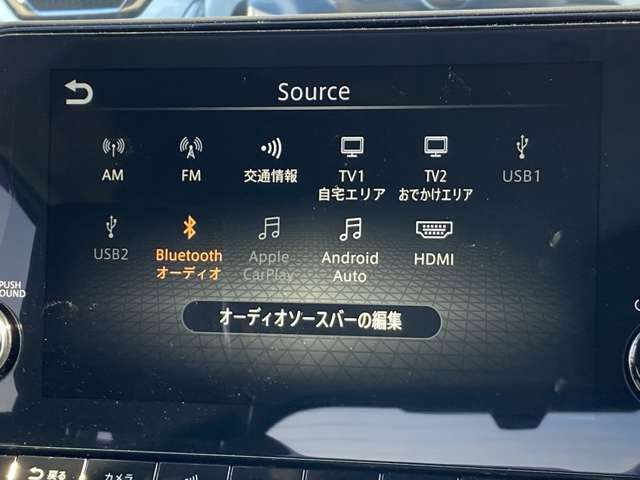 Source
AM
FM
交通情報
TV1
自宅エリア
TV2
おでかけエリア
USB1
USB2
Bluetooth
オーディオ
Apple
CarPlay
Android
Auto
HDMI
オーディオソースバーの編集
PUSH
戻る
カメラ